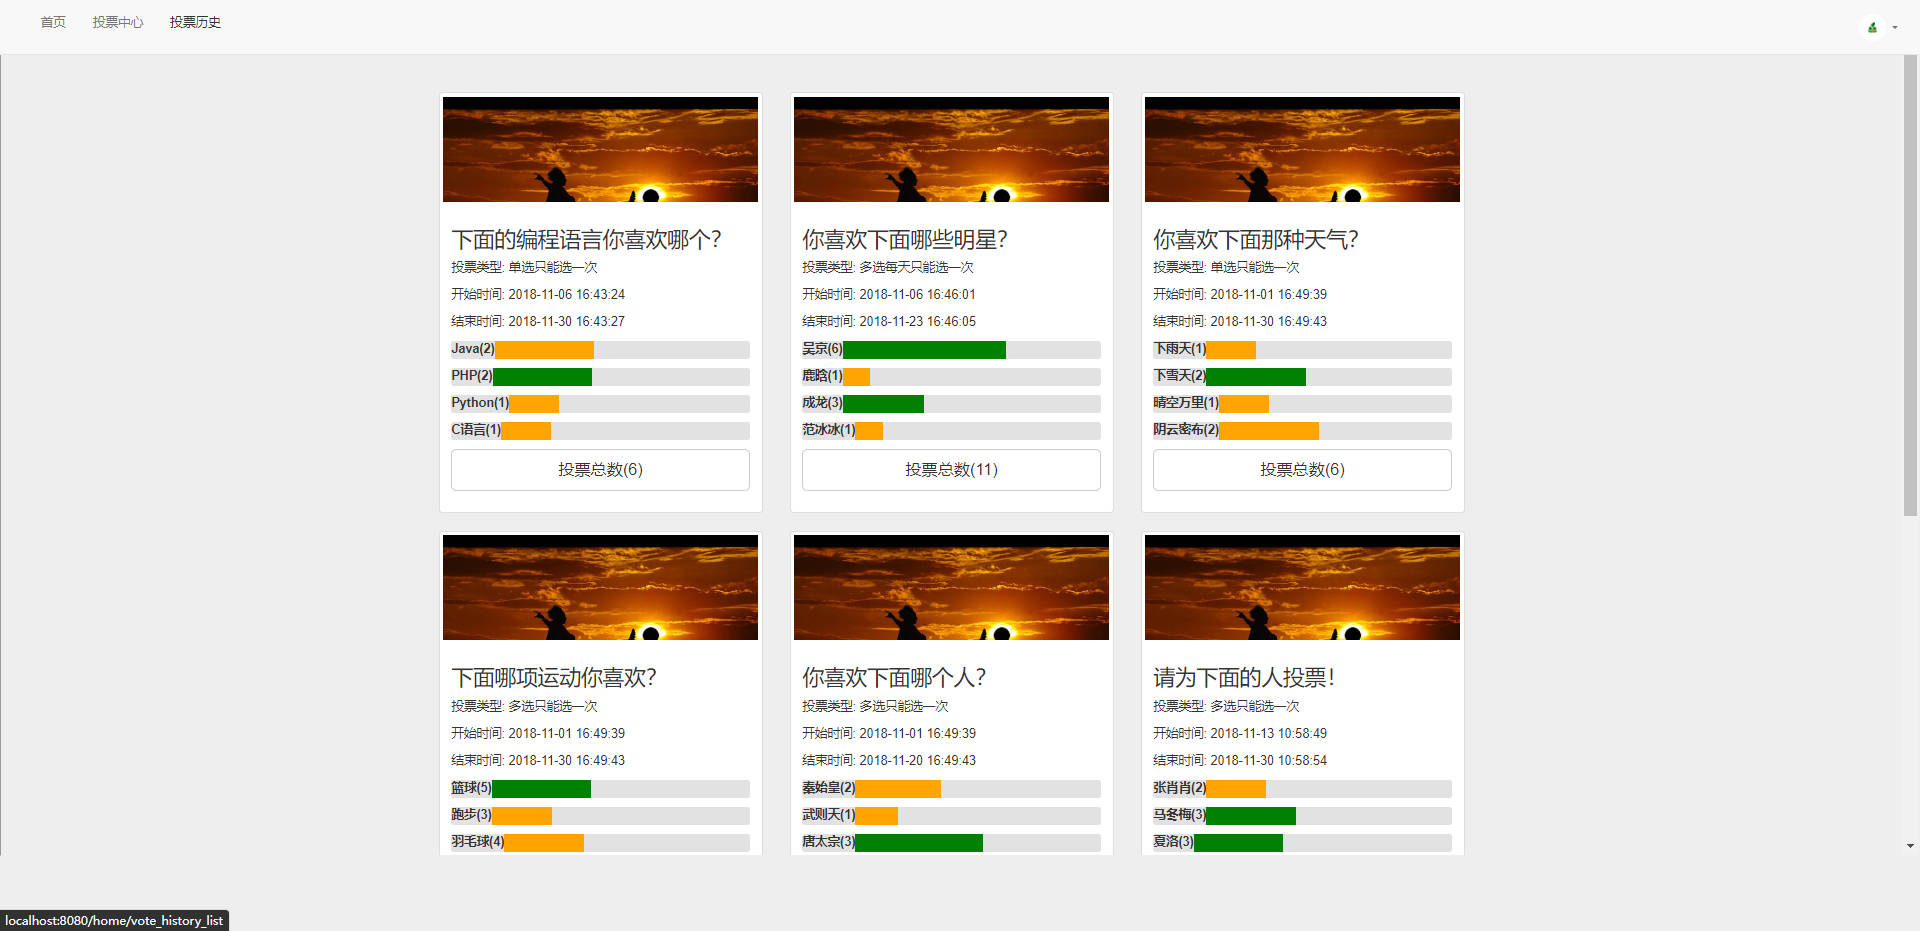 首页 投票中心 投票历史
下面的编程语言你喜欢哪个?
投票类型: 单选只能选一次
开始时间: 2018-11-06 16:43:24
结束时间: 2018-11-30 16:43:27
Java(2)
PHP(2)
Python(1)
C语言(1)
投票总数(6)
你喜欢下面哪些明星?
投票类型: 多选每天只能选一次
开始时间: 2018-11-06 16:46:01
结束时间: 2018-11-23 16:46:05
吴京(6)
鹿晗(1)
成龙(3)
范冰冰(1)
投票总数(11)
你喜欢下面那种天气?
投票类型: 单选只能选一次
开始时间: 2018-11-01 16:49:39
结束时间: 2018-11-30 16:49:43
下雨天(1)
下雪天(2)
晴空万里(1)
阴云密布(2)
投票总数(6)
下面哪项运动你喜欢?
投票类型: 多选只能选一次
开始时间: 2018-11-01 16:49:39
结束时间: 2018-11-30 16:49:43
篮球(5)
跑步(3)
羽毛球(4)
你喜欢下面哪个人?
投票类型: 多选只能选一次
开始时间: 2018-11-01 16:49:39
结束时间: 2018-11-20 16:49:43
秦始皇(2)
武则天(1)
唐太宗(3)
请为下面的人投票!
投票类型: 多选只能选一次
开始时间: 2018-11-13 10:58:49
结束时间: 2018-11-30 10:58:54
张肖肖(2)
马冬梅(3)
夏洛(3)
localhost:8080/home/vote_history_list